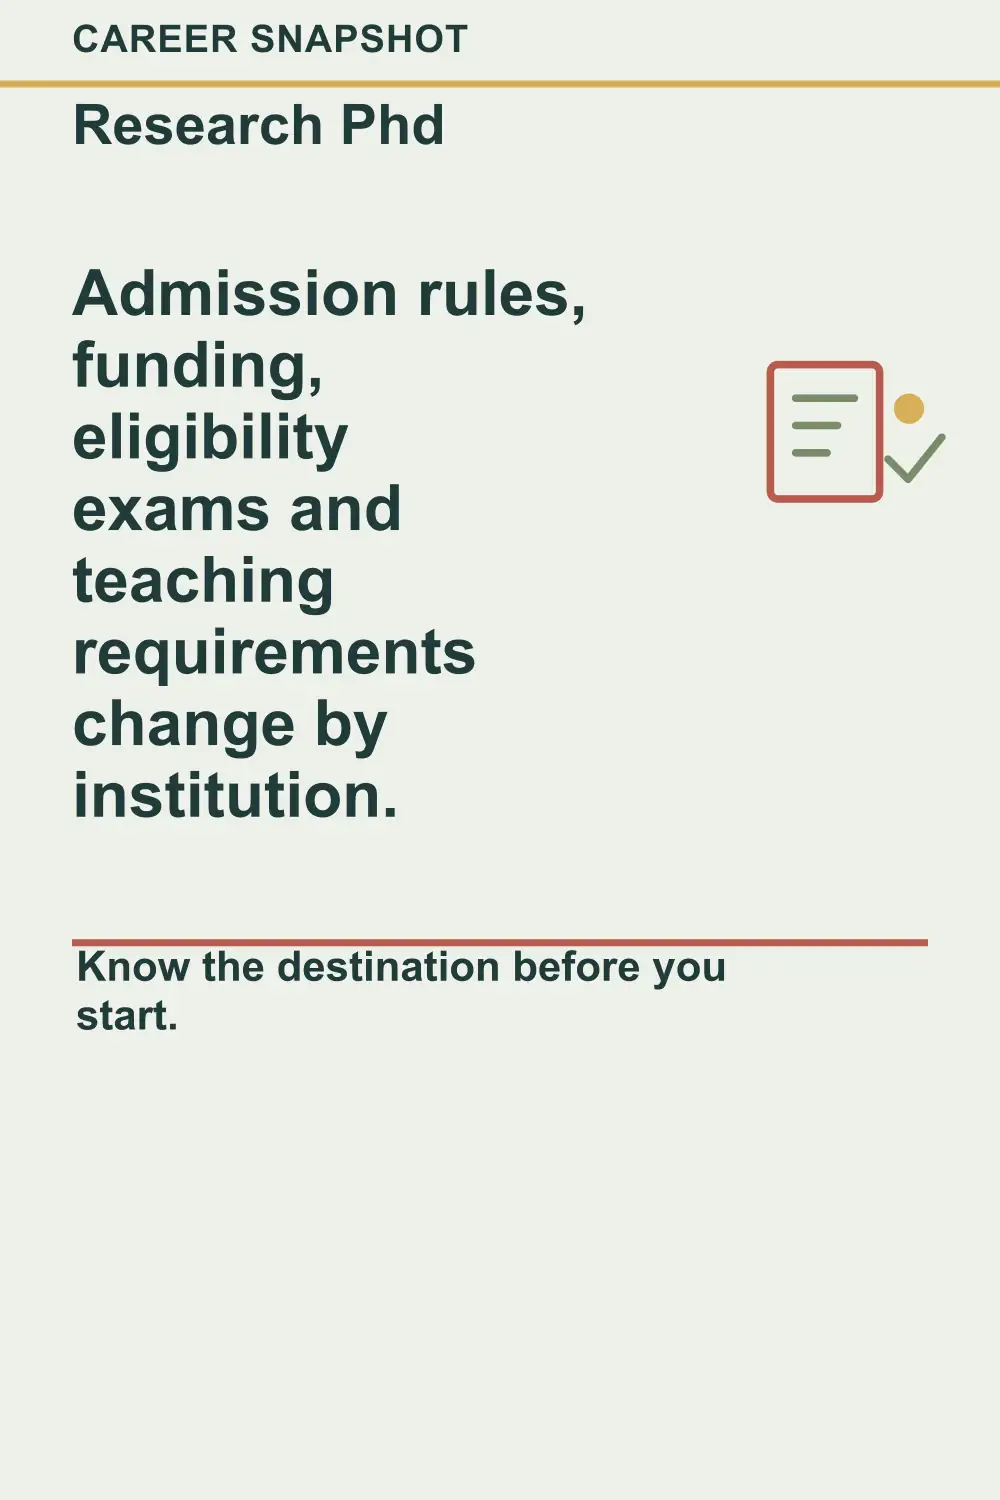 CAREER SNAPSHOT
Research Phd
Admission rules,
funding,
eligibility
exams and
teaching
requirements
change by
institution.
Know the destination before you
start.